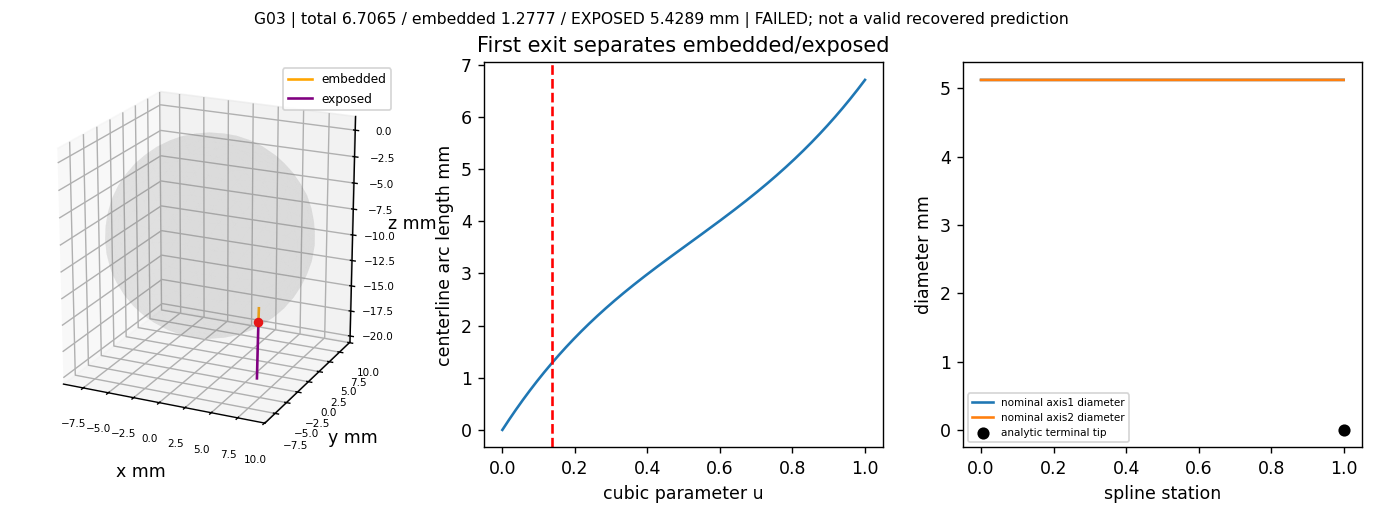 G03 | total 6.7065 / embedded 1.2777 / EXPOSED 5.4289 mm | FAILED; not a valid recovered prediction
embedded
exposed
0.0
−2.5
−5.0
−7.5
−10.0
−12.5
−15.0
−17.5
−20.0
z mm
10.0
7.5
5.0
2.5
0.0
−2.5
−5.0
−7.5
y mm
−7.5
−5.0
−2.5
0.0
2.5
5.0
7.5
10.0
x mm
First exit separates embedded/exposed
7
6
5
4
3
2
1
0
centerline arc length mm
0.0 0.2 0.4 0.6 0.8 1.0
cubic parameter u
5
4
3
2
1
0
diameter mm
nominal axis1 diameter
nominal axis2 diameter
analytic terminal tip
0.0 0.2 0.4 0.6 0.8 1.0
spline station